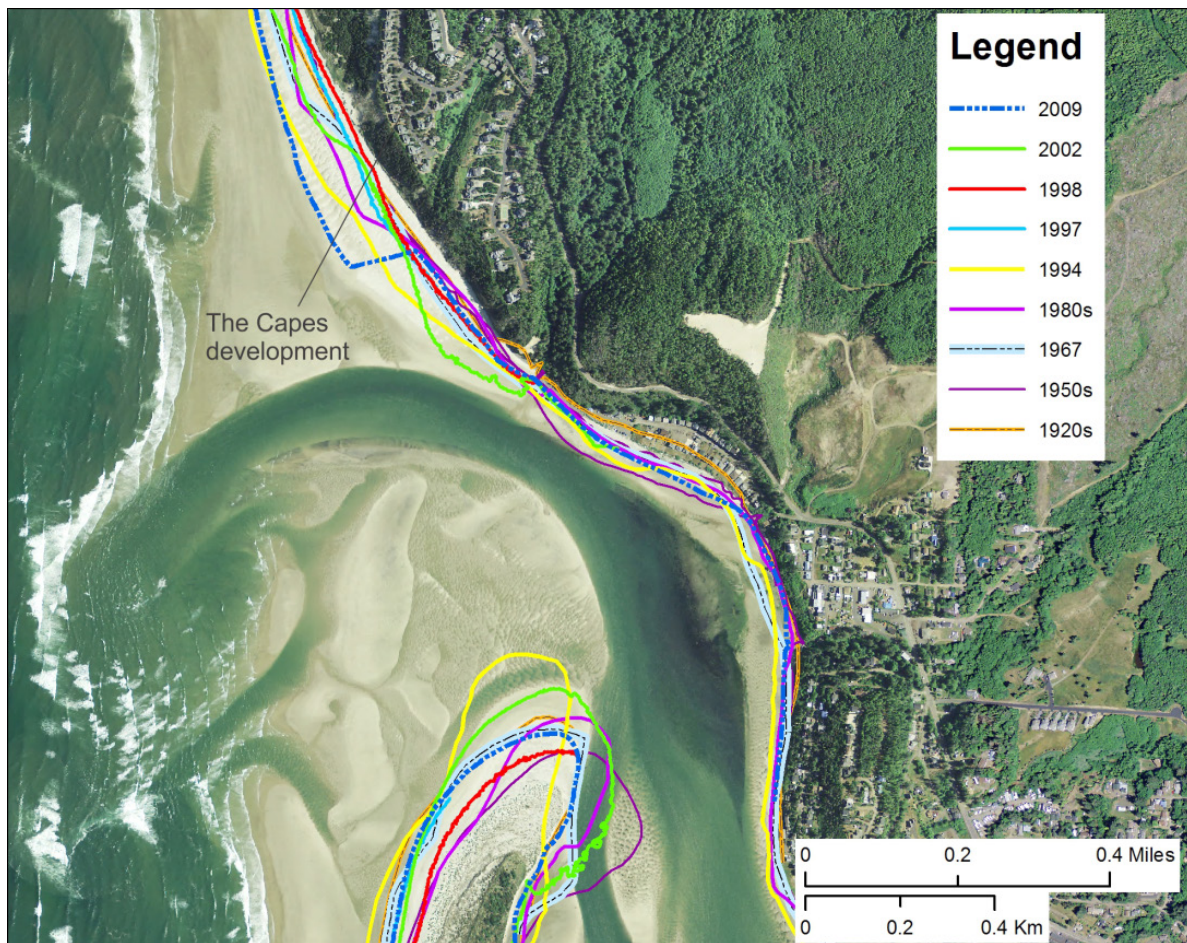 Legend
2009
2002
1998
1997
1994
1980s
1967
1950s
1920s
The Capes
development
0 0.2 0.4 Miles
0 0.2 0.4 Km